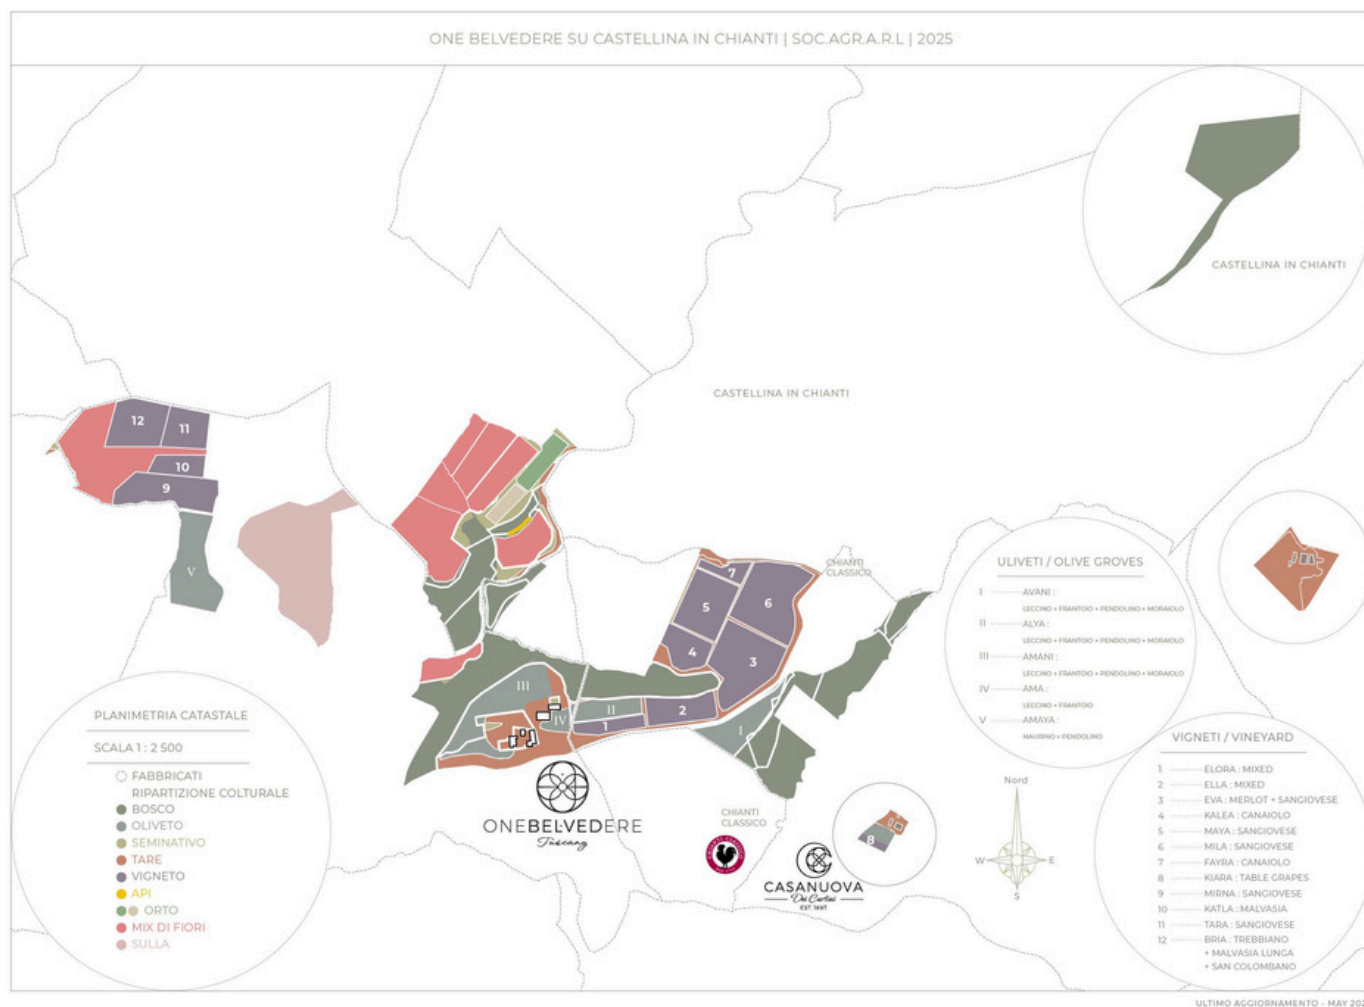 ONE BELVEDERE SU CASTELLINA IN CHIANTI | SOC.AGR.A.R.L | 2025
CASTELLINA IN CHIANTI
CASTELLINA IN CHIANTI
12
11
10
9
V
7
6
5
4
3
2
1
III
IV
II
I
CHIANTI
CLASSICO
ULIVETI / OLIVE GROVES
I AVANI :
LECCINO + FRANTOIO + PENDOLINO + MORAIOLO
II ALYA :
LECCINO + FRANTOIO + PENDOLINO + MORAIOLO
III AMANI :
LECCINO + FRANTOIO + PENDOLINO + MORAIOLO
IV AMA :
LECCINO + FRANTOIO
V AMAYA :
MAURINO + PENDOLINO
PLANIMETRIA CATASTALE
SCALA 1 : 2 500
FABBRICATI
RIPARTIZIONE COLTURALE
BOSCO
OLIVETO
SEMINATIVO
TARE
VIGNETO
API
ORTO
MIX DI FIORI
SULLA
ONEBELVEDERE
Tuscany
CHIANTI
CLASSICO
CASANUOVA
Dei Cortini
EST. 1697
8
Nord
W
E
S
VIGNETI / VINEYARD
1 ELORA : MIXED
2 ELLA : MIXED
3 EVA : MERLOT + SANGIOVESE
4 KALEA : CANAIOLO
5 MAYA : SANGIOVESE
6 MILA : SANGIOVESE
7 FAYRA : CANAIOLO
8 KIARA : TABLE GRAPES
9 MIRNA : SANGIOVESE
10 KATLA : MALVASIA
11 TARA : SANGIOVESE
12 BRIA : TREBBIANO
+ MALVASIA LUNGA
+ SAN COLOMBANO
ULTIMO AGGIORNAMENTO - MAY 202